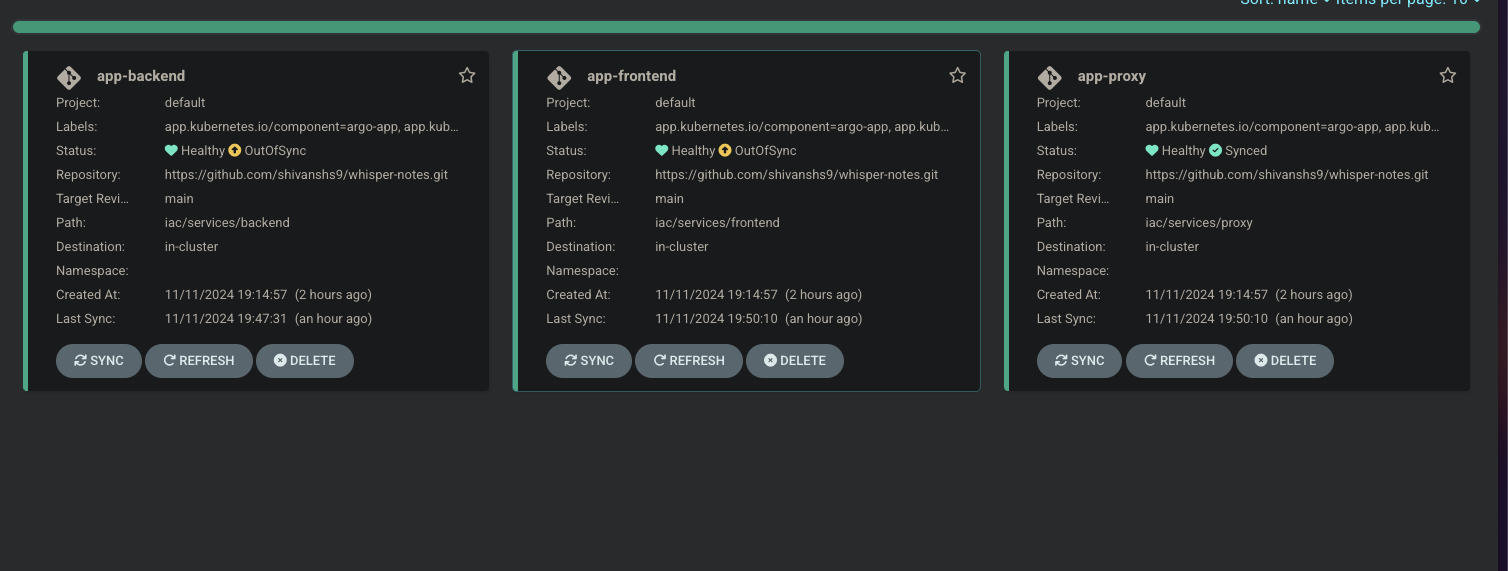 Sort: name Items per page: 10
app-backend
Project: default
Labels: app.kubernetes.io/component=argo-app, app.kub...
Status: Healthy OutOfSync
Repository: https://github.com/shivanshs9/whisper-notes.git
Target Revi... main
Path: iac/services/backend
Destination: in-cluster
Namespace:
Created At: 11/11/2024 19:14:57 (2 hours ago)
Last Sync: 11/11/2024 19:47:31 (an hour ago)
SYNC REFRESH DELETE
app-frontend
Project: default
Labels: app.kubernetes.io/component=argo-app, app.kub...
Status: Healthy OutOfSync
Repository: https://github.com/shivanshs9/whisper-notes.git
Target Revi... main
Path: iac/services/frontend
Destination: in-cluster
Namespace:
Created At: 11/11/2024 19:14:57 (2 hours ago)
Last Sync: 11/11/2024 19:50:10 (an hour ago)
SYNC REFRESH DELETE
app-proxy
Project: default
Labels: app.kubernetes.io/component=argo-app, app.kub...
Status: Healthy Synced
Repository: https://github.com/shivanshs9/whisper-notes.git
Target Revi... main
Path: iac/services/proxy
Destination: in-cluster
Namespace:
Created At: 11/11/2024 19:14:57 (2 hours ago)
Last Sync: 11/11/2024 19:50:10 (an hour ago)
SYNC REFRESH DELETE